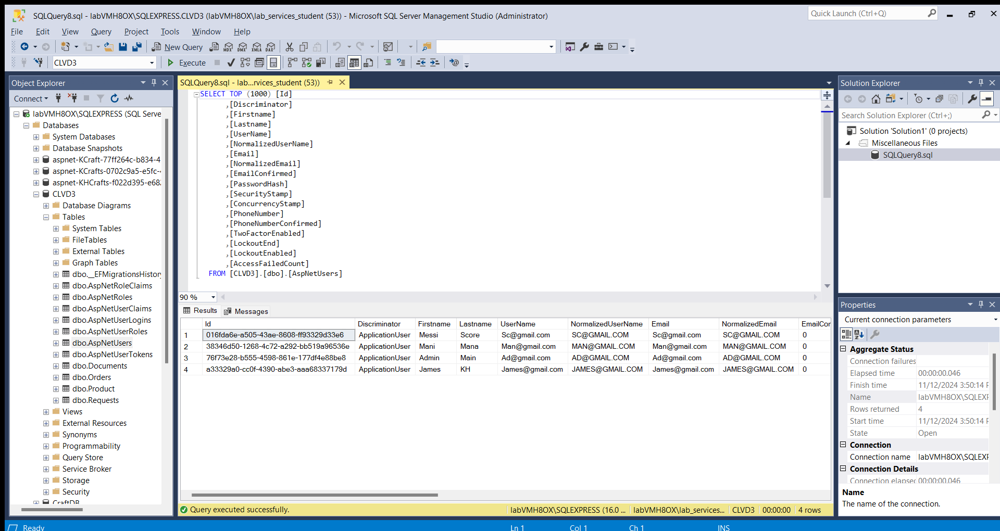 SQLQuery8.sql - labVMH8OX\SQLEXPRESS.CLVD3 (labVMH8OX\lab_services_student (53)) - Microsoft SQL Server Management Studio (Administrator)
Quick Launch (Ctrl+Q)
File Edit View Query Project Tools Window Help
New Query
MDX DMX XMLA DAX
CLVD3
Execute
Object Explorer
Connect
labVMH8OX\SQLEXPRESS (SQL Serve
Databases
System Databases
Database Snapshots
aspnet-KCraft-77ff264c-b834-4
aspnet-KCrafts-0702c9a5-e5fc-4
aspnet-KHCrafts-f022d395-e682
CLVD3
Database Diagrams
Tables
System Tables
FileTables
External Tables
Graph Tables
dbo.__EFMigrationsHistory
dbo.AspNetRoleClaims
dbo.AspNetRoles
dbo.AspNetUserClaims
dbo.AspNetUserLogins
dbo.AspNetUserRoles
dbo.AspNetUsers
dbo.AspNetUserTokens
dbo.Documents
dbo.Orders
dbo.Product
dbo.Requests
Views
External Resources
Synonyms
Programmability
Query Store
Service Broker
Storage
Security
CraftDB
SQLQuery8.sql - lab...rvices_student (53))
SELECT TOP (1000) [Id]
,[Discriminator]
,[Firstname]
,[Lastname]
,[UserName]
,[NormalizedUserName]
,[Email]
,[NormalizedEmail]
,[EmailConfirmed]
,[PasswordHash]
,[SecurityStamp]
,[ConcurrencyStamp]
,[PhoneNumber]
,[PhoneNumberConfirmed]
,[TwoFactorEnabled]
,[LockoutEnd]
,[LockoutEnabled]
,[AccessFailedCount]
FROM [CLVD3].[dbo].[AspNetUsers]
90 %
Results Messages
Id Discriminator Firstname Lastname UserName NormalizedUserName Email NormalizedEmail EmailCon
1 016fda6e-a505-43ae-8608-ff93329d33e6 ApplicationUser Messi Score Sc@gmail.com SC@GMAIL.COM Sc@gmail.com SC@GMAIL.COM 0
2 38346d50-1268-4c72-a292-bb519a96536e ApplicationUser Mani Mana Man@gmail.com MAN@GMAIL.COM Man@gmail.com MAN@GMAIL.COM 0
3 76f73e28-b555-4598-861e-177df4e88be8 ApplicationUser Admin Main Ad@gmail.com AD@GMAIL.COM Ad@gmail.com AD@GMAIL.COM 0
4 a33329a0-cc0f-4390-abe3-aaa68337179d ApplicationUser James KH James@gmail.com JAMES@GMAIL.COM James@gmail.com JAMES@GMAIL.COM 0
Query executed successfully.
labVMH8OX\SQLEXPRESS (16.0 ... labVMH8OX\lab_services... CLVD3 00:00:00 4 rows
Solution Explorer
Search Solution Explorer (Ctrl+;)
Solution 'Solution1' (0 projects)
Miscellaneous Files
SQLQuery8.sql
Properties
Current connection parameters
Aggregate Status
Connection failures
Elapsed time 00:00:00.046
Finish time 11/12/2024 3:50:14 P
Name labVMH8OX\SQLEXP
Rows returned 4
Start time 11/12/2024 3:50:14 P
State Open
Connection
Connection name labVMH8OX\SQLEXP
Connection Details
Connection elapsed 00:00:00.046
Name
The name of the connection.
Ready Ln 1 Col 1 Ch 1 INS